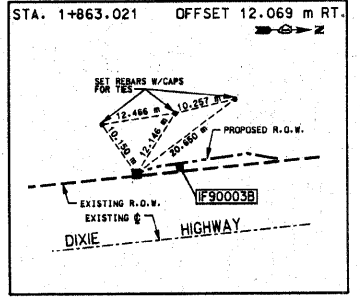 STA. 1+863.021 OFFSET 12.069 m RT.
N
SET REBARS W/CAPS
FOR TIES
12.466 m
10.257 m
10.150 m
12.146 m
20.650 m
PROPOSED R.O.W.
IF90003B
EXISTING R.O.W.
EXISTING ℄
DIXIE HIGHWAY